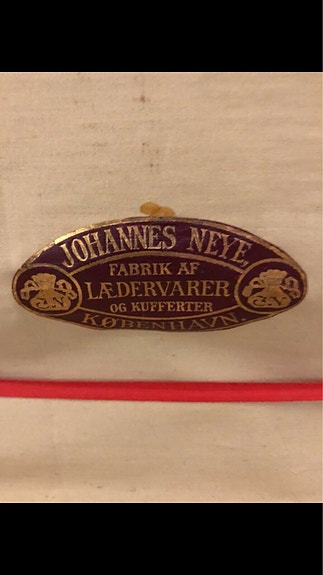 JOHANNES NEYE,
FABRIK AF
LÆDERVARER
OG KUFFERTER
KØBENHAVN.